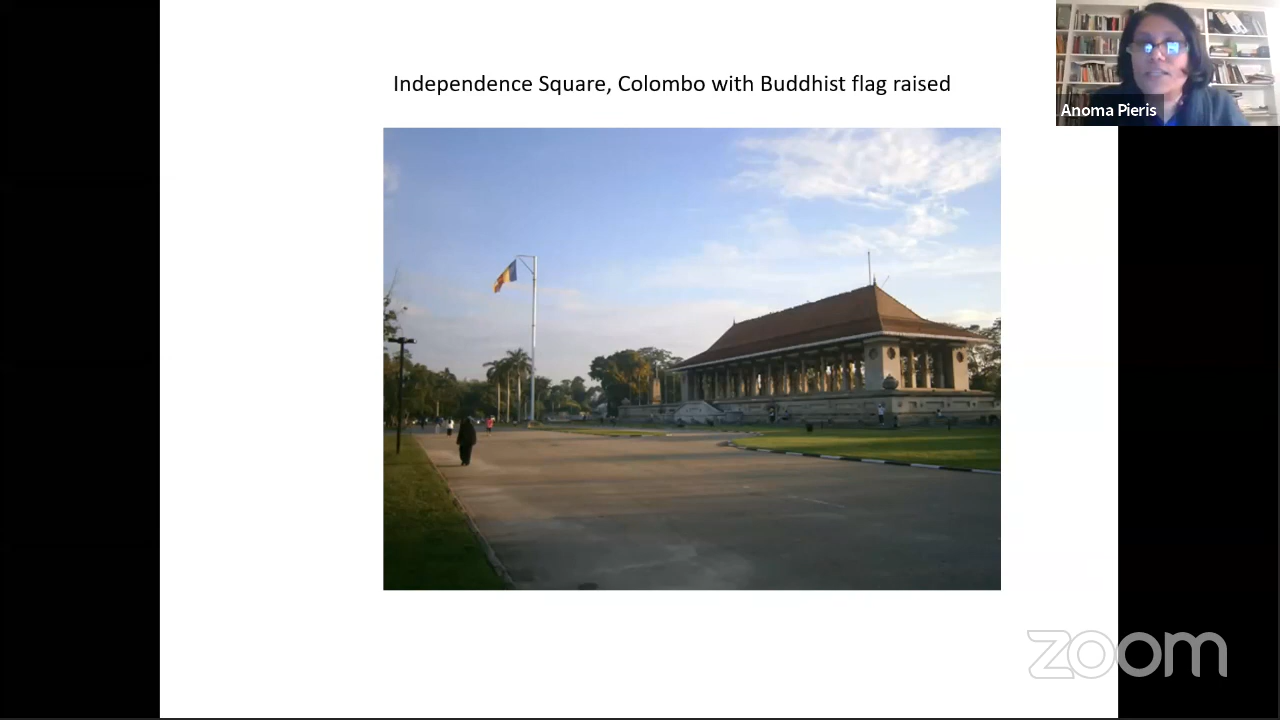 Independence Square, Colombo with Buddhist flag raised
Anoma Pieris
zoom